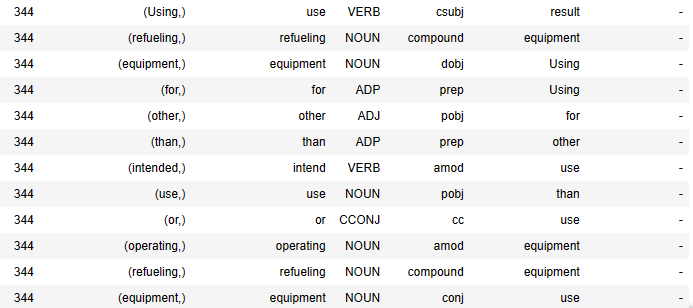 344 (Using,) use VERB csubj result -
344 (refueling,) refueling NOUN compound equipment -
344 (equipment,) equipment NOUN dobj Using -
344 (for,) for ADP prep Using -
344 (other,) other ADJ pobj for -
344 (than,) than ADP prep other -
344 (intended,) intend VERB amod use -
344 (use,) use NOUN pobj than -
344 (or,) or CCONJ cc use -
344 (operating,) operating NOUN amod equipment -
344 (refueling,) refueling NOUN compound equipment -
344 (equipment,) equipment NOUN conj use -